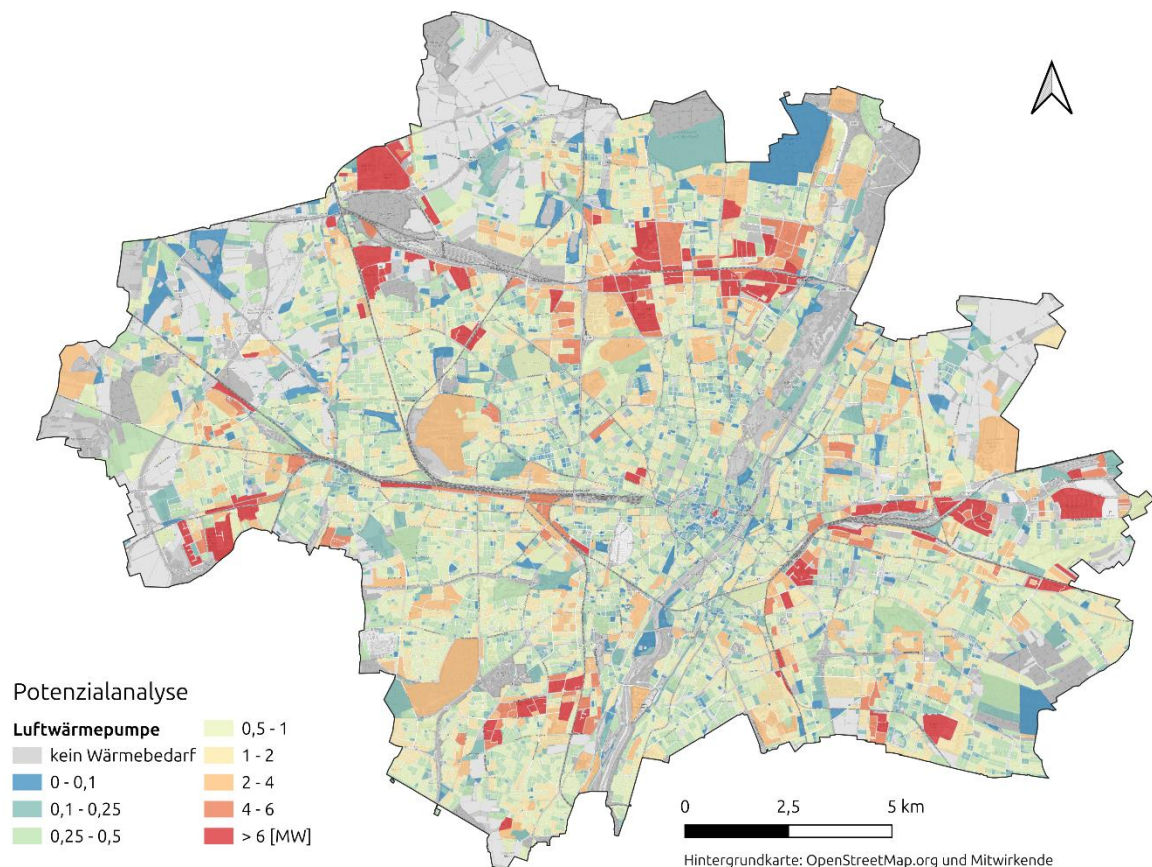 Potenzialanalyse
Luftwärmepumpe
kein Wärmebedarf
0 - 0,1
0,1 - 0,25
0,25 - 0,5
0,5 - 1
1 - 2
2 - 4
4 - 6
> 6 [MW]
0 2,5 5 km
Hintergrundkarte: OpenStreetMap.org und Mitwirkende